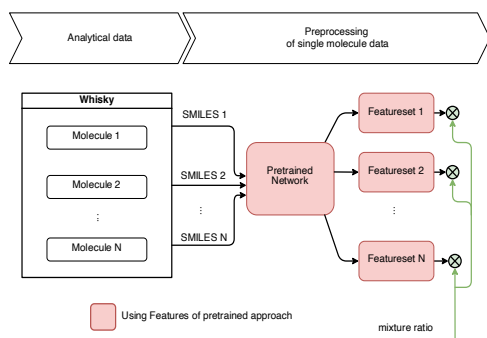 Analytical data
Preprocessing
of single molecule data
Whisky
Molecule 1
Molecule 2
⋮
Molecule N
SMILES 1
SMILES 2
⋮
SMILES N
Pretrained
Network
Featureset 1
Featureset 2
⋮
Featureset N
Using Features of pretrained approach
mixture ratio